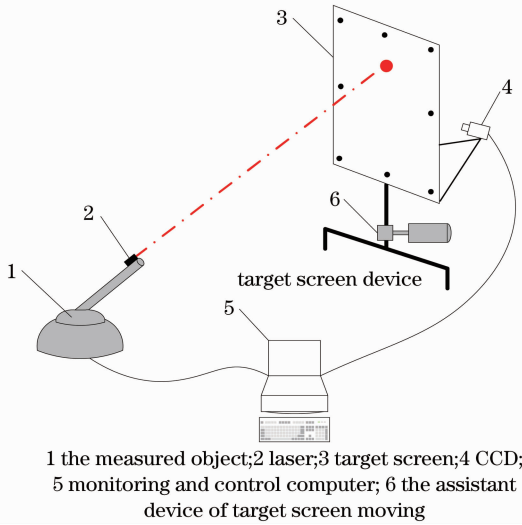 3
4
2
6
1
target screen device
5
1 the measured object;2 laser;3 target screen;4 CCD;
5 monitoring and control computer; 6 the assistant
device of target screen moving